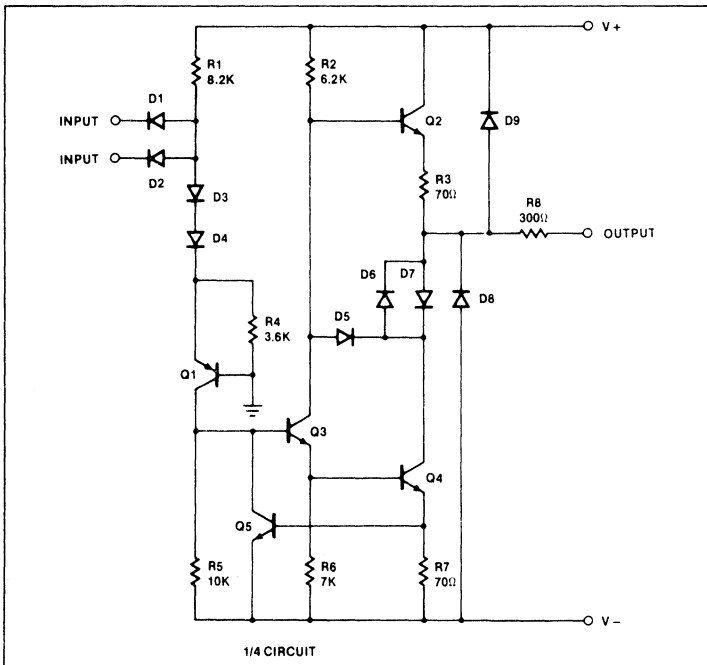 V+
R1
8.2K
R2
6.2K
D1
INPUT
Q2
D9
D2
INPUT
R3
70Ω
D3
R8
300Ω
OUTPUT
D4
D6
D7
D8
R4
3.6K
D5
Q1
Q3
Q4
Q5
R5
10K
R6
7K
R7
70Ω
V−
1/4 CIRCUIT